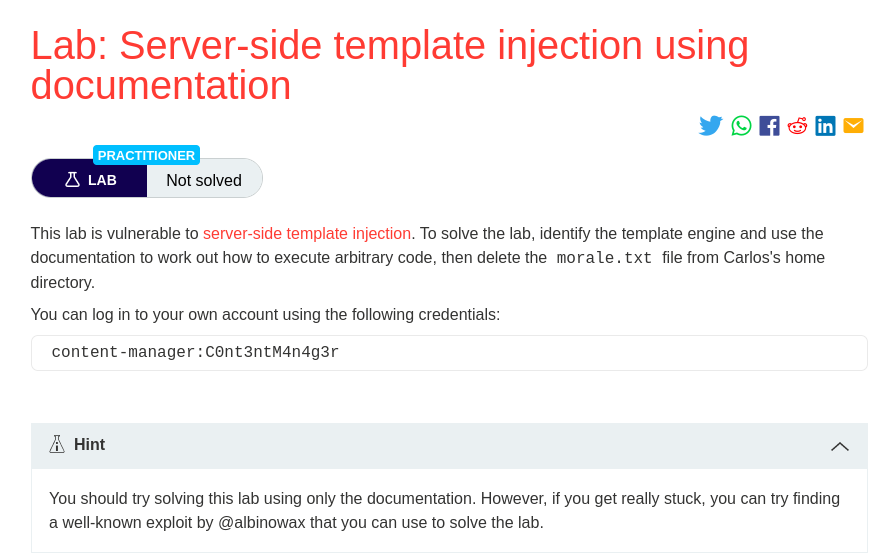 Lab: Server-side template injection using
documentation
PRACTITIONER
LAB
Not solved
This lab is vulnerable to server-side template injection. To solve the lab, identify the template engine and use the
documentation to work out how to execute arbitrary code, then delete the morale.txt file from Carlos's home
directory.
You can log in to your own account using the following credentials:
content-manager:C0nt3ntM4n4g3r
Hint
You should try solving this lab using only the documentation. However, if you get really stuck, you can try finding
a well-known exploit by @albinowax that you can use to solve the lab.